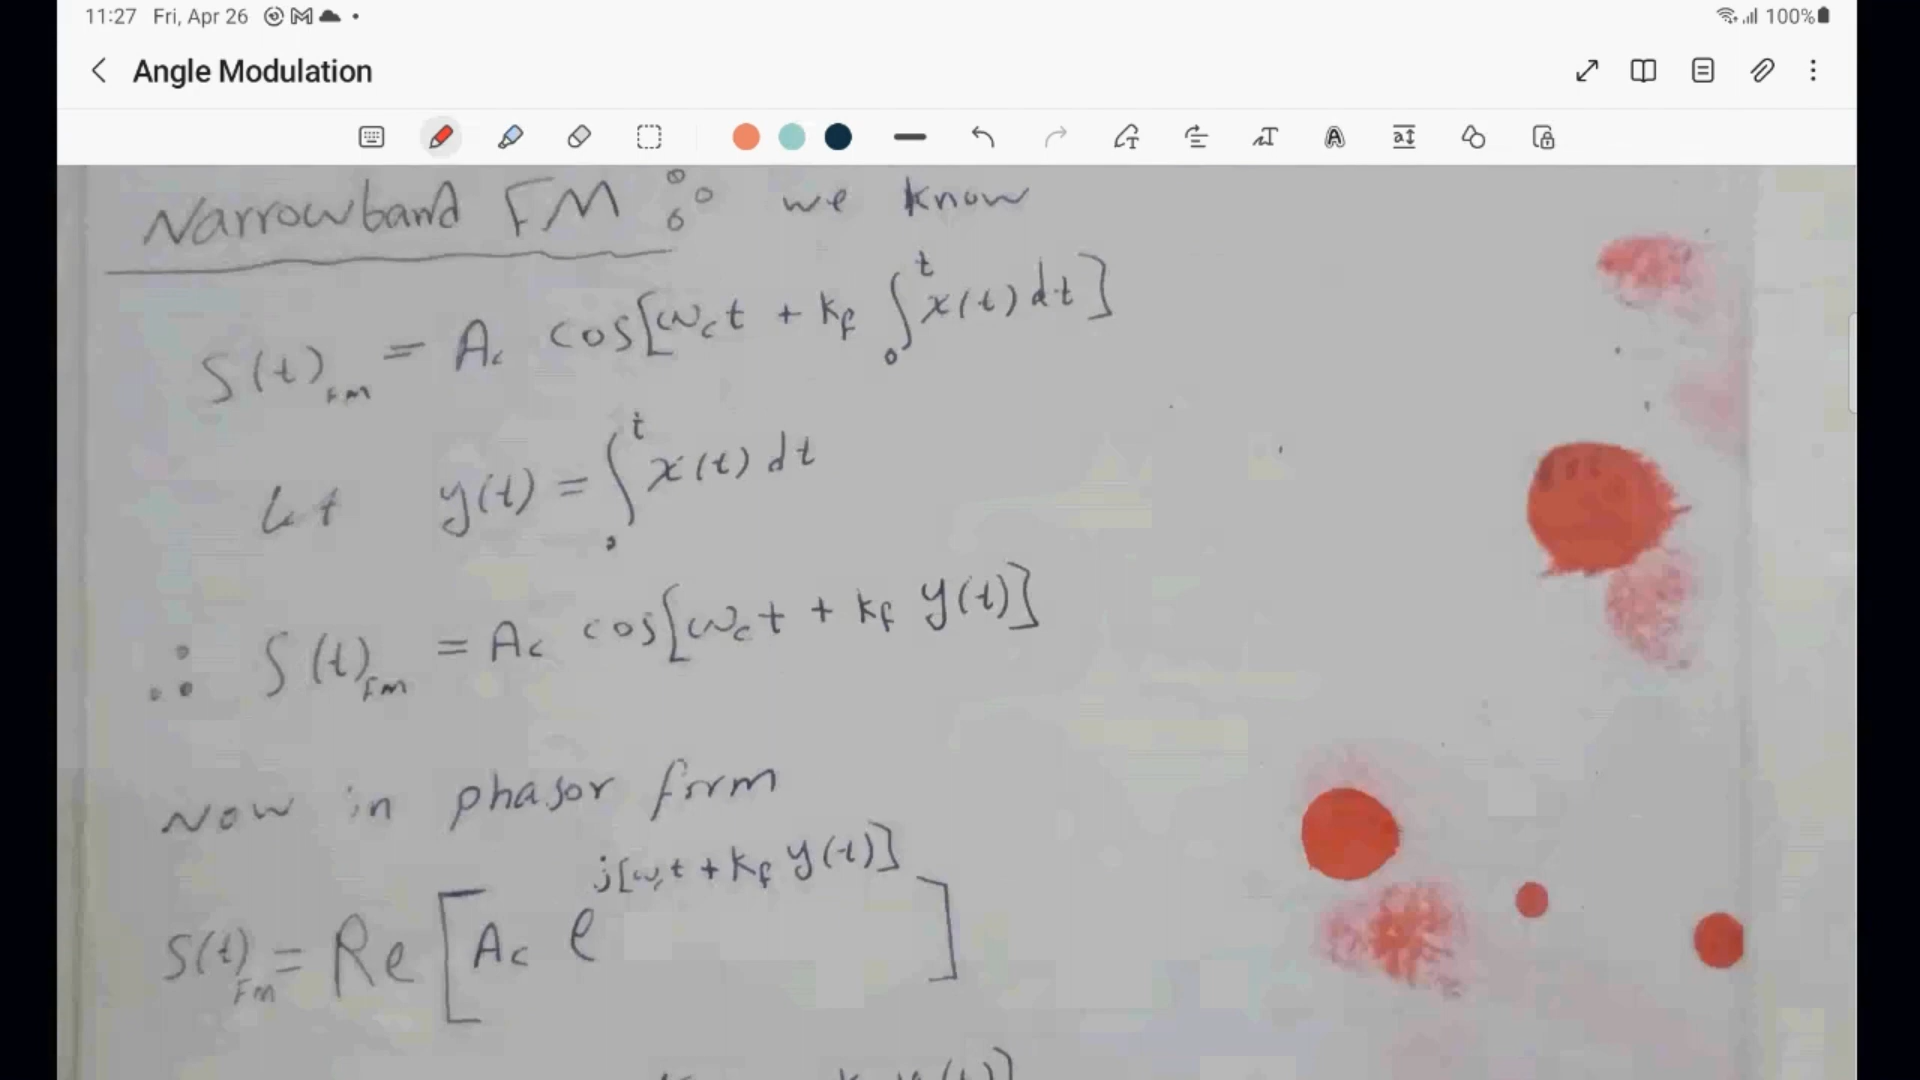 11:27 Fri, Apr 26
100%
Angle Modulation
Narrowband FM : we know
S(t)FM = Ac cos[ωct + kf ∫0t x(t) dt]
Let y(t) = ∫0t x(t) dt
∴ S(t)FM = Ac cos[ωct + kf y(t)]
Now in phasor form
S(t)FM = Re [Ac e j[ωct + kf y(t)]]